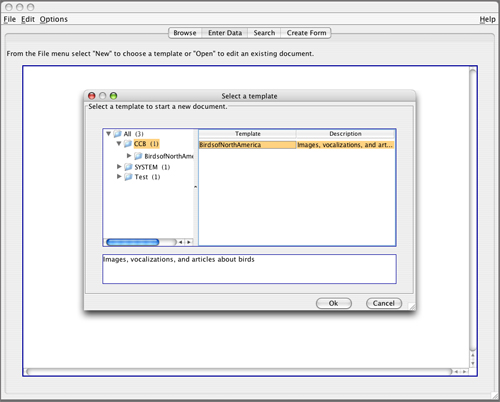 File Edit Options Help
Browse Enter Data Search Create Form
From the File menu select "New" to choose a template or "Open" to edit an existing document.
Select a template
Select a template to start a new document.
All (3)
CCB (1)
BirdsofNorthAme
SYSTEM (1)
Test (1)
Template Description
BirdsofNorthAmerica Images, vocalizations, and art...
Images, vocalizations, and articles about birds
Ok Cancel